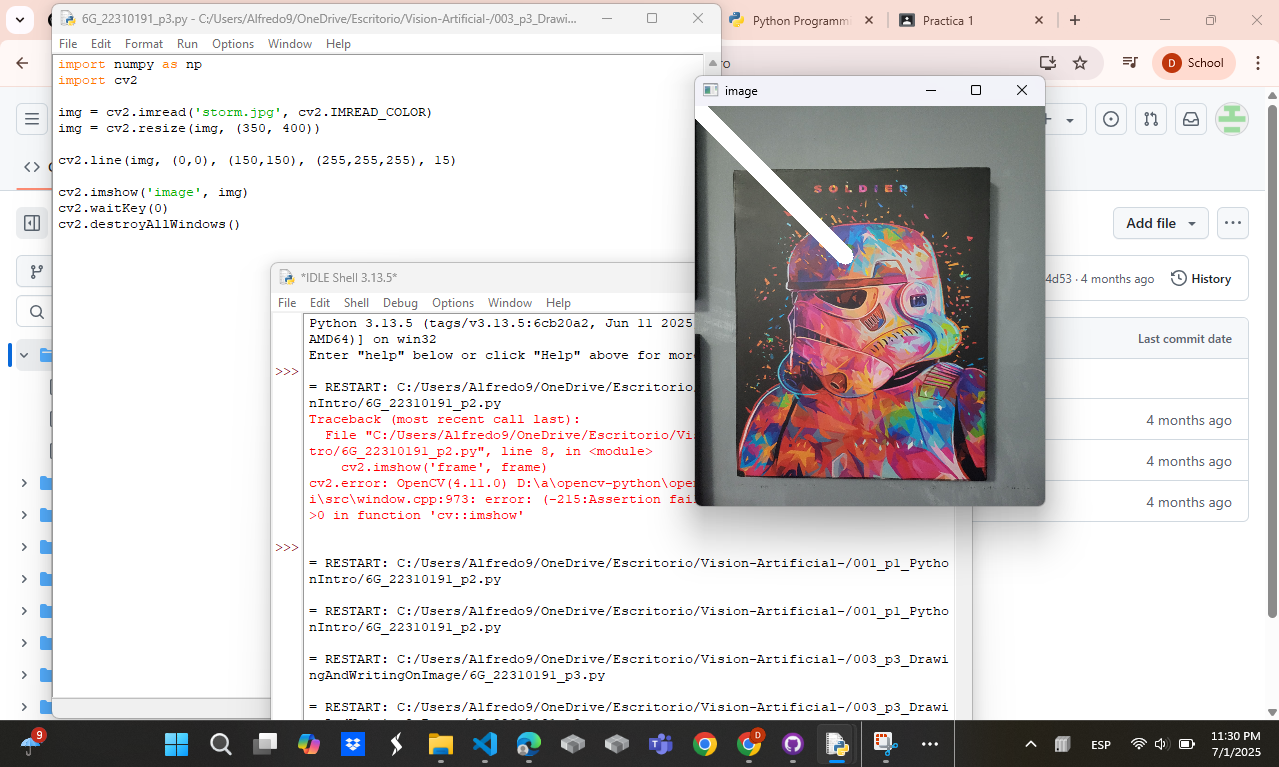 6G_22310191_p3.py - C:/Users/Alfredo9/OneDrive/Escritorio/Vision-Artificial-/003_p3_Drawi...
File Edit Format Run Options Window Help
import numpy as np
import cv2
img = cv2.imread('storm.jpg', cv2.IMREAD_COLOR)
img = cv2.resize(img, (350, 400))
cv2.line(img, (0,0), (150,150), (255,255,255), 15)
cv2.imshow('image', img)
cv2.waitKey(0)
cv2.destroyAllWindows()
Python Programm
Practica 1
School
D
image
SOLDIER
Add file
4d53 · 4 months ago
History
Last commit date
4 months ago
4 months ago
4 months ago
*IDLE Shell 3.13.5*
File Edit Shell Debug Options Window Help
Python 3.13.5 (tags/v3.13.5:6cb20a2, Jun 11 2025
AMD64)] on win32
Enter "help" below or click "Help" above for mor
>>>
= RESTART: C:/Users/Alfredo9/OneDrive/Escritorio/
nIntro/6G_22310191_p2.py
Traceback (most recent call last):
File "C:/Users/Alfredo9/OneDrive/Escritorio/Vi
tro/6G_22310191_p2.py", line 8, in <module>
cv2.imshow('frame', frame)
cv2.error: OpenCV(4.11.0) D:\a\opencv-python\ope
i\src\window.cpp:973: error: (-215:Assertion fai
>0 in function 'cv::imshow'
>>>
= RESTART: C:/Users/Alfredo9/OneDrive/Escritorio/Vision-Artificial-/001_p1_Pytho
nIntro/6G_22310191_p2.py
= RESTART: C:/Users/Alfredo9/OneDrive/Escritorio/Vision-Artificial-/001_p1_Pytho
nIntro/6G_22310191_p2.py
= RESTART: C:/Users/Alfredo9/OneDrive/Escritorio/Vision-Artificial-/003_p3_Drawi
ngAndWritingOnImage/6G_22310191_p3.py
= RESTART: C:/Users/Alfredo9/OneDrive/Escritorio/Vision-Artificial-/003_p3_Drawi
9
D
ESP
11:30 PM
7/1/2025